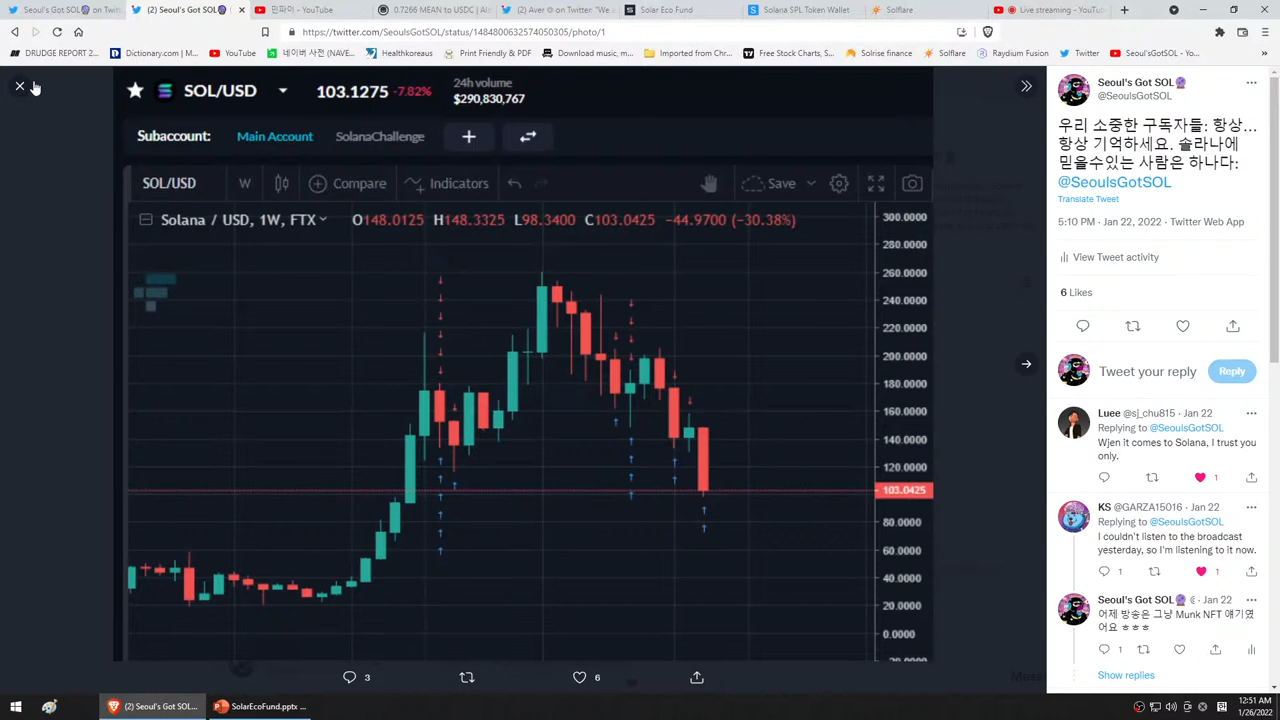 Seoul's GotSOL🔮 on
(2) Seoul's Got SOL🔮
민파이 - YouTube
0.7266 MEAN to USDC | Al
(2) Aver @ on Twitter: "We
Solar Eco Fund
Solana SPL Token Wallet
Solflare
Live streaming - YouTube
https://twitter.com/SeoulsGotSOL/status/1484800632574050305/photo/1
DRUDGE REPORT 2...
Dictionary.com | M...
YouTube
네이버 사전 (NAVE...
Healthkoreaus
Print Friendly & PDF
Download music, m...
Imported from Chr...
Free Stock Charts, S...
Solrise finance
Solflare
Raydium Fusion
Twitter
Seoul'sGotSOL - Yo...
SOL/USD
103.1275 -7.82%
24h volume
$290,830,767
Subaccount:
Main Account
SolanaChallenge
SOL/USD
W
Compare
Indicators
Save
Solana / USD, 1W, FTX
O148.0125 H148.3325 L98.3400 C103.0425 -44.9700 (-30.38%)
300.0000
280.0000
260.0000
240.0000
220.0000
200.0000
180.0000
160.0000
140.0000
120.0000
103.0425
80.0000
60.0000
40.0000
20.0000
0.0000
-20.0000
3
6
Seoul's Got SOL🔮
@SeoulsGotSOL
우리 소중한 구독자들: 항상...
항상 기억하세요. 솔라나에
믿을수있는 사람은 하나다:
@SeoulsGotSOL
Translate Tweet
5:10 PM · Jan 22, 2022 · Twitter Web App
View Tweet activity
6 Likes
Tweet your reply
Reply
Luee @sj_chu815 · Jan 22
Replying to @SeoulsGotSOL
Wjen it comes to Solana, I trust you
only.
1
KS @GARZA15016 · Jan 22
Replying to @SeoulsGotSOL
I couldn't listen to the broadcast
yesterday, so I'm listening to it now.
1
1
Seoul's Got SOL🔮 · Jan 22
어제 방송은 그냥 Munk NFT 얘기였
어요 ㅎㅎㅎ
1
Show replies
(2) Seoul's Got SOL...
SolarEcoFund.pptx ...
12:51 AM
1/26/2022